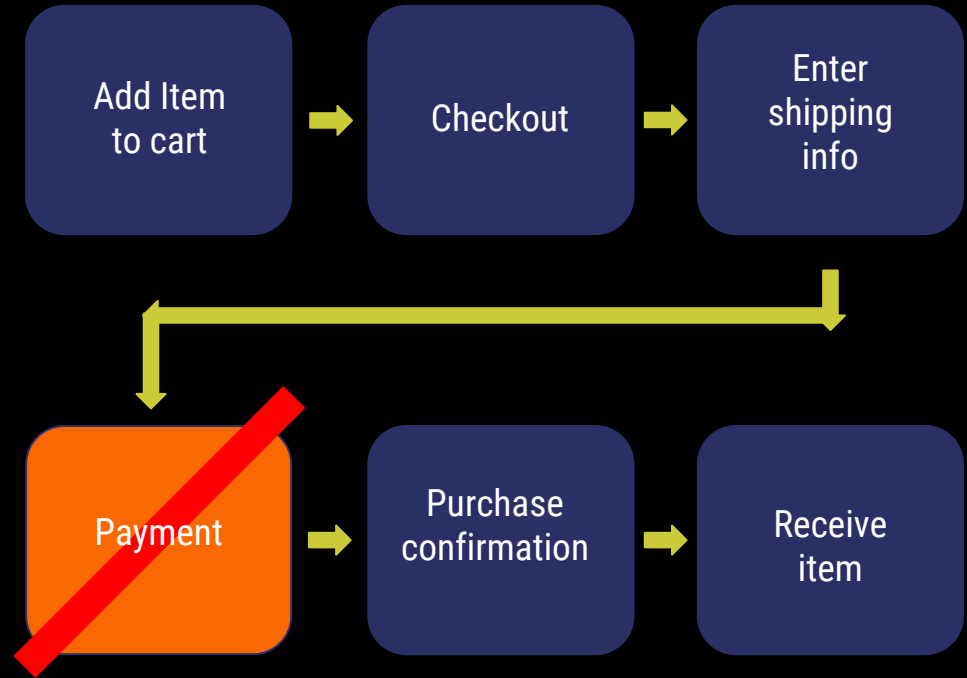 Add Item
to cart
Checkout
Enter
shipping
info
Payment
Purchase
confirmation
Receive
item